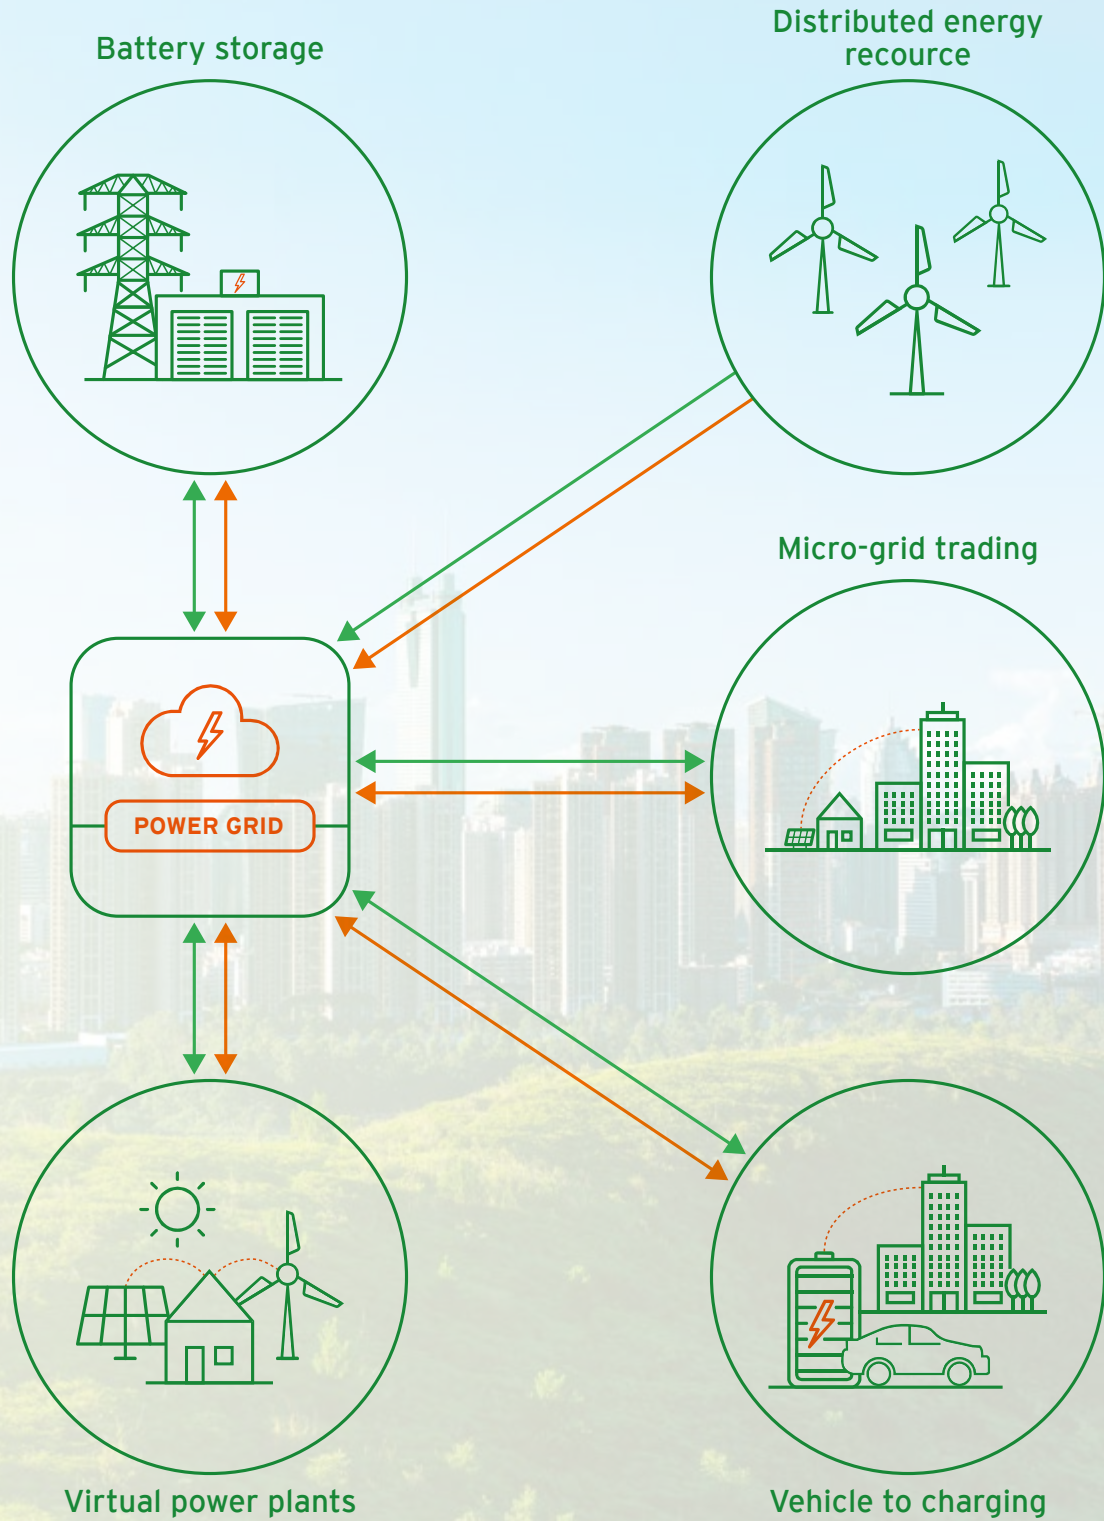 Battery storage
Distributed energy
recource
Micro-grid trading
POWER GRID
Virtual power plants
Vehicle to charging